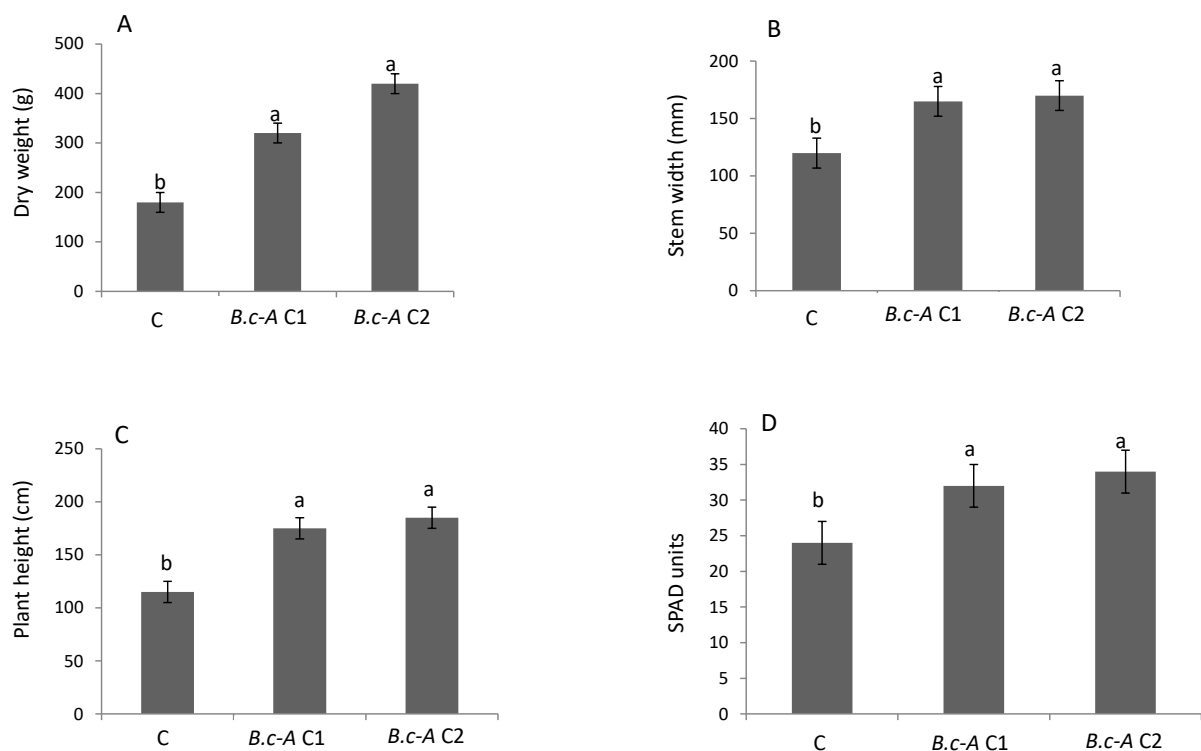 A
Dry weight (g)
500
400
300
200
100
0
b
a
a
C
B.c-A C1
B.c-A C2
B
Stem width (mm)
200
150
100
50
0
b
a
a
C
B.c-A C1
B.c-A C2
C
Plant height (cm)
250
200
150
100
50
0
b
a
a
C
B.c-A C1
B.c-A C2
D
SPAD units
40
35
30
25
20
15
10
5
0
b
a
a
C
B.c-A C1
B.c-A C2